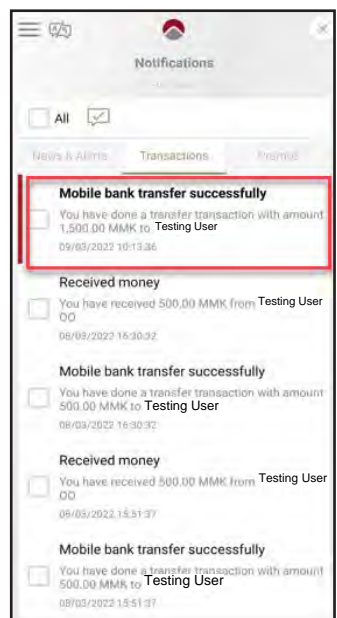 Notifications
All
News & Alerts Transactions Promos
Mobile bank transfer successfully
You have done a transfer transaction with amount
1,500.00 MMK to Testing User
09/03/2022 10:13:36
Received money
You have received 500.00 MMK from Testing User
OO
08/03/2022 16:30:32
Mobile bank transfer successfully
You have done a transfer transaction with amount
500.00 MMK to Testing User
08/03/2022 16:30:32
Received money
You have received 500.00 MMK from Testing User
OO
08/03/2022 15:51:37
Mobile bank transfer successfully
You have done a transfer transaction with amount
500.00 MMK to Testing User
08/03/2022 15:51:37